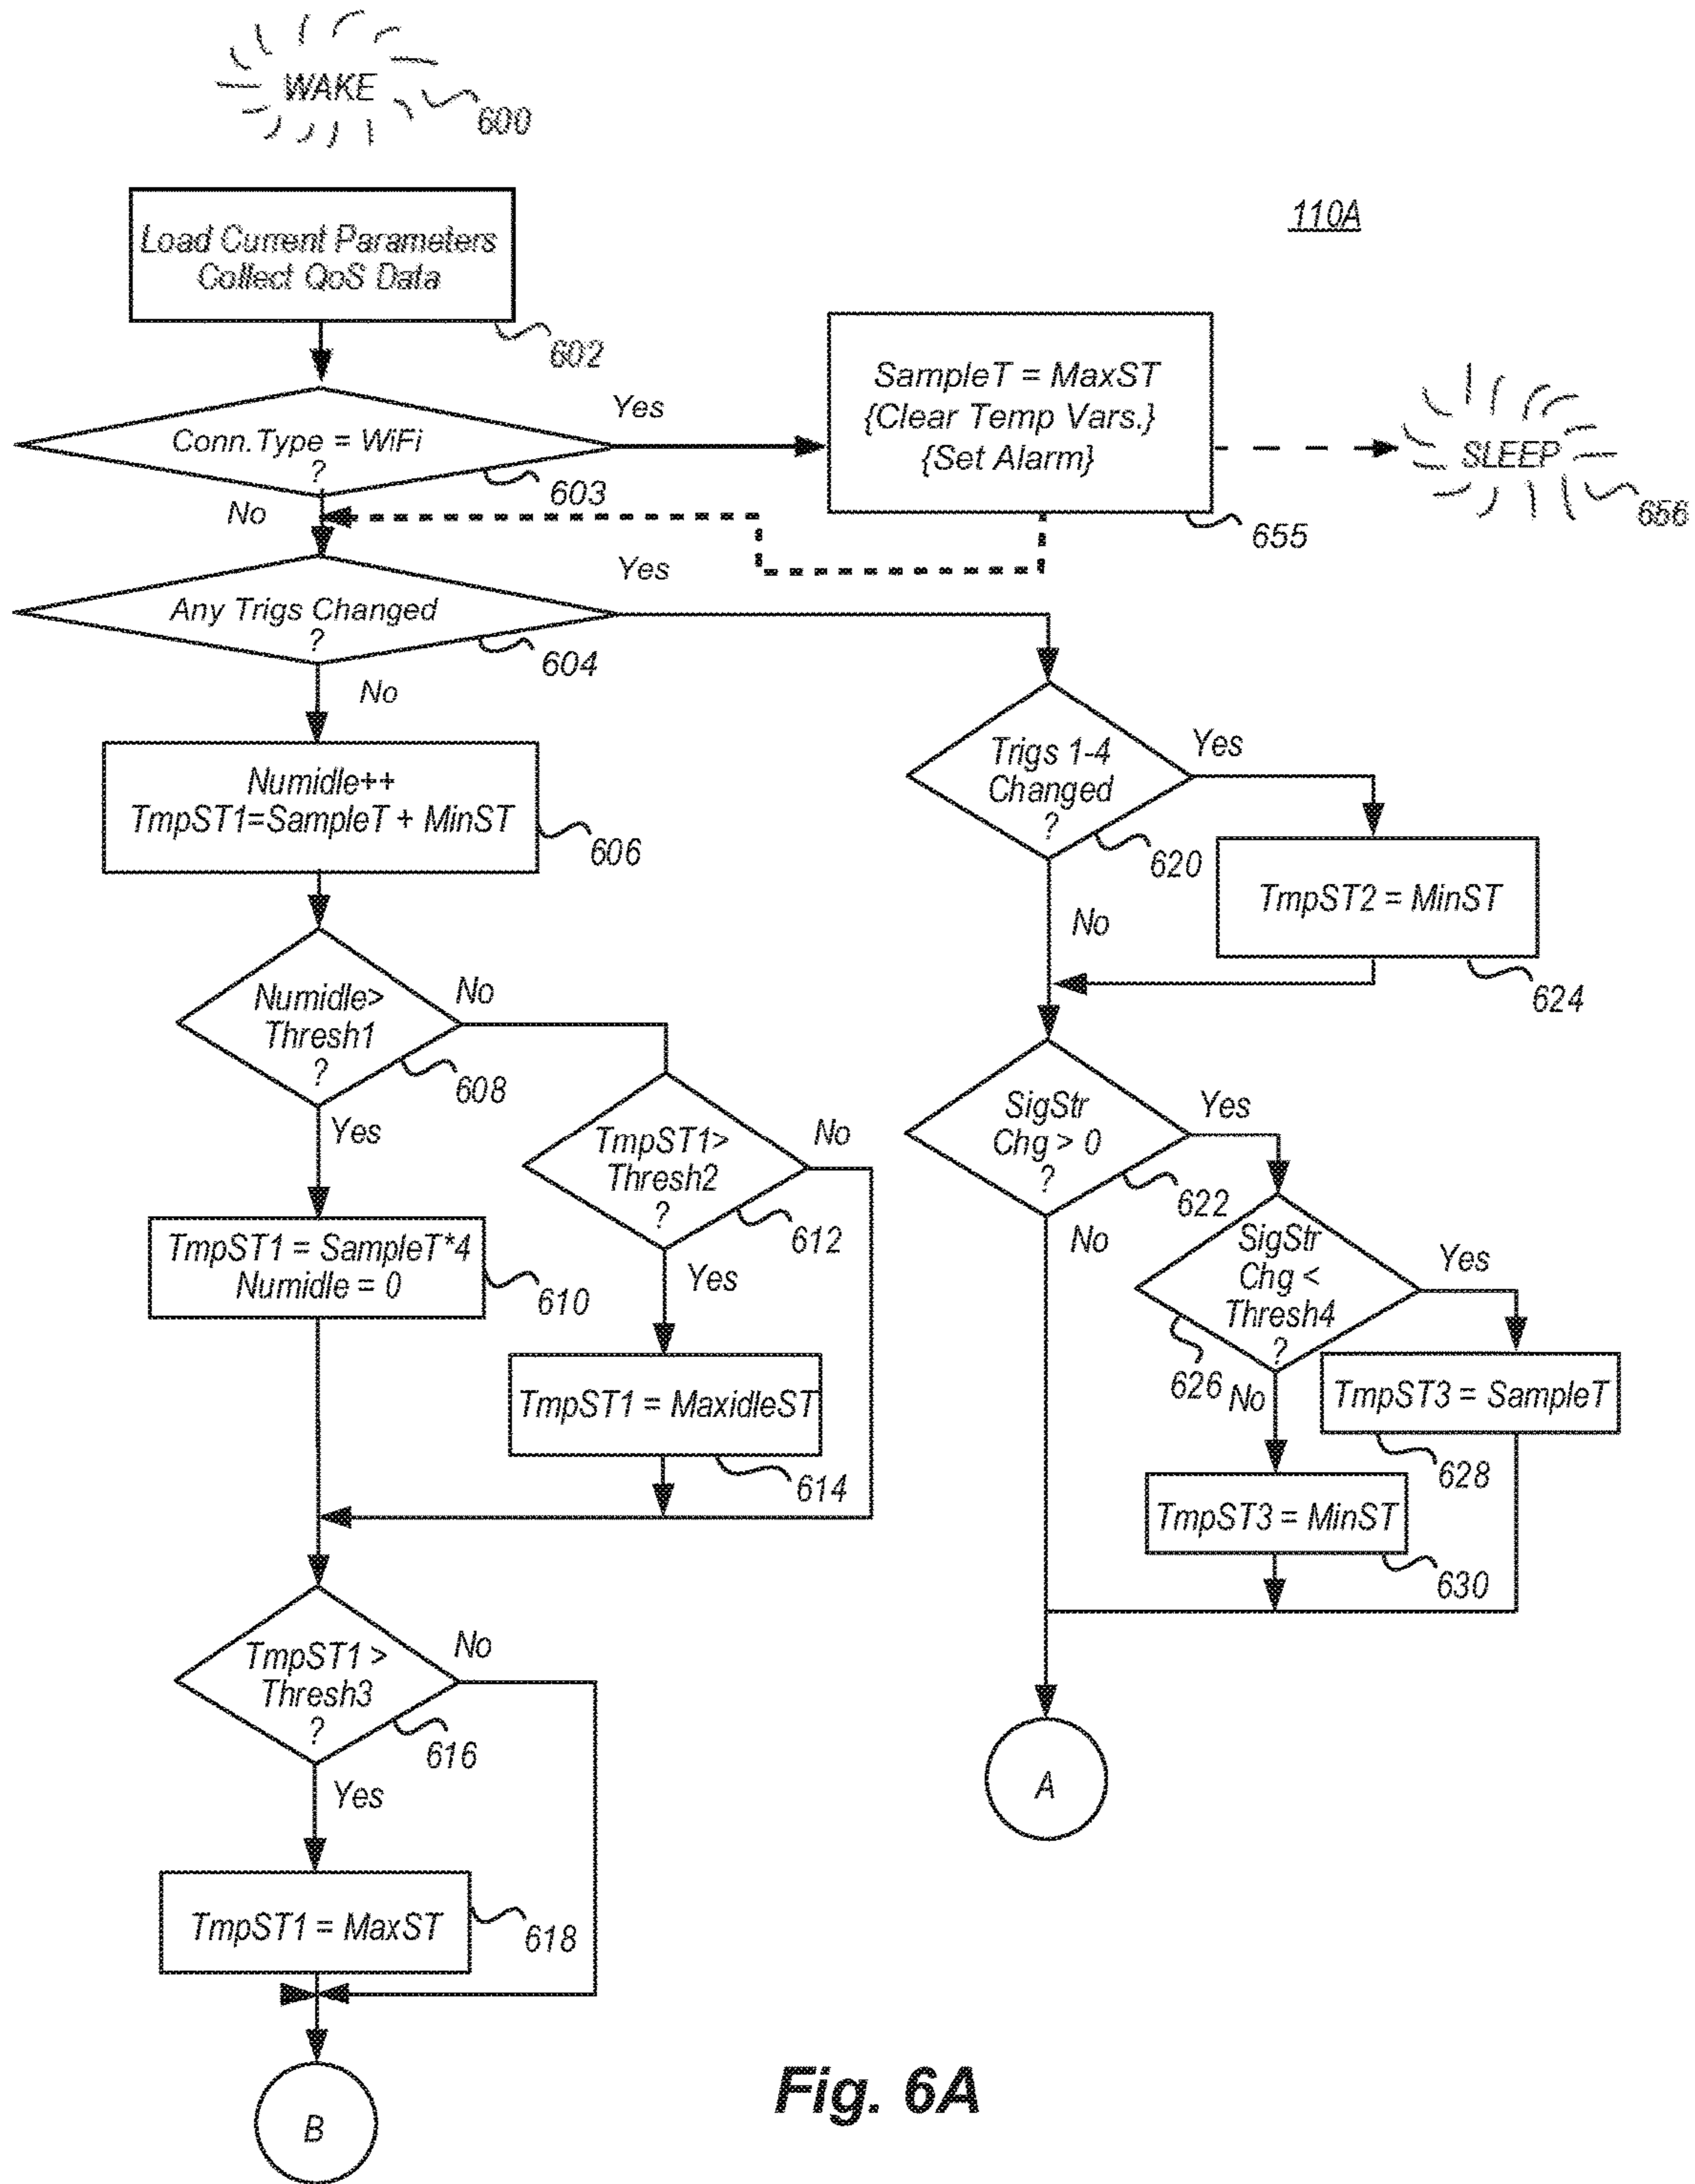 WAKE
600
110A
Load Current Parameters
Collect QoS Data
602
Conn.Type = WiFi
?
603
Yes
No
SampleT = MaxST
{Clear Temp Vars.}
{Set Alarm}
655
SLEEP
656
Any Trigs Changed
?
604
Yes
No
Numidle++
TmpST1=SampleT + MinST
606
Numidle>
Thresh1
?
608
No
Yes
TmpST1 = SampleT*4
Numidle = 0
610
TmpST1>
Thresh2
?
612
No
Yes
TmpST1 = MaxidleST
614
TmpST1 >
Thresh3
?
616
No
Yes
TmpST1 = MaxST
618
B
Trigs 1-4
Changed
?
620
Yes
No
TmpST2 = MinST
624
SigStr
Chg > 0
?
622
Yes
No
SigStr
Chg <
Thresh4
?
626
Yes
No
TmpST3 = SampleT
628
TmpST3 = MinST
630
A
Fig. 6A